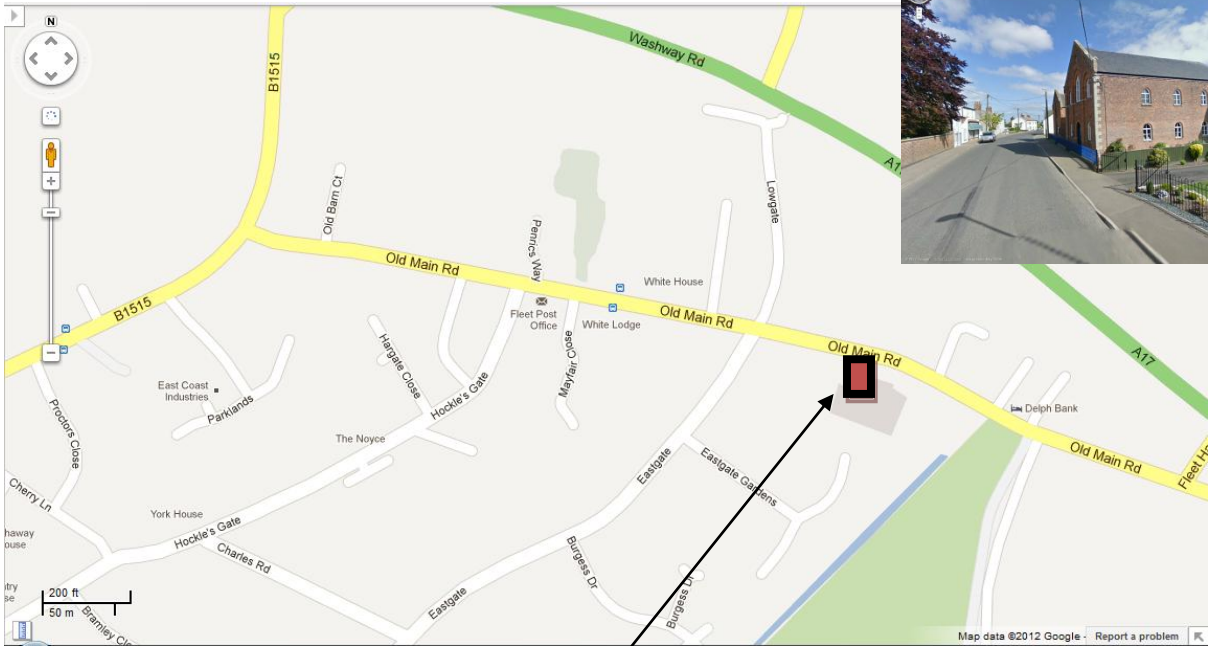 N
B1515
Washway Rd
Old Barn Ct
Lowgate
Penrics Way
Old Main Rd
White House
B1515
Fleet Post
Office
White Lodge
Old Main Rd
Old Main Rd
A17
Hargate Close
Mayfair Close
East Coast
Industries
Parklands
Hockle's Gate
Delph Bank
Proctors Close
The Noyce
Eastgate
Eastgate Gardens
Old Main Rd
Cherry Ln
York House
Hockle's Gate
Charles Rd
Burgess Dr
Burgess Dr
Eastgate
200 ft
50 m
Map data ©2012 Google - Report a problem